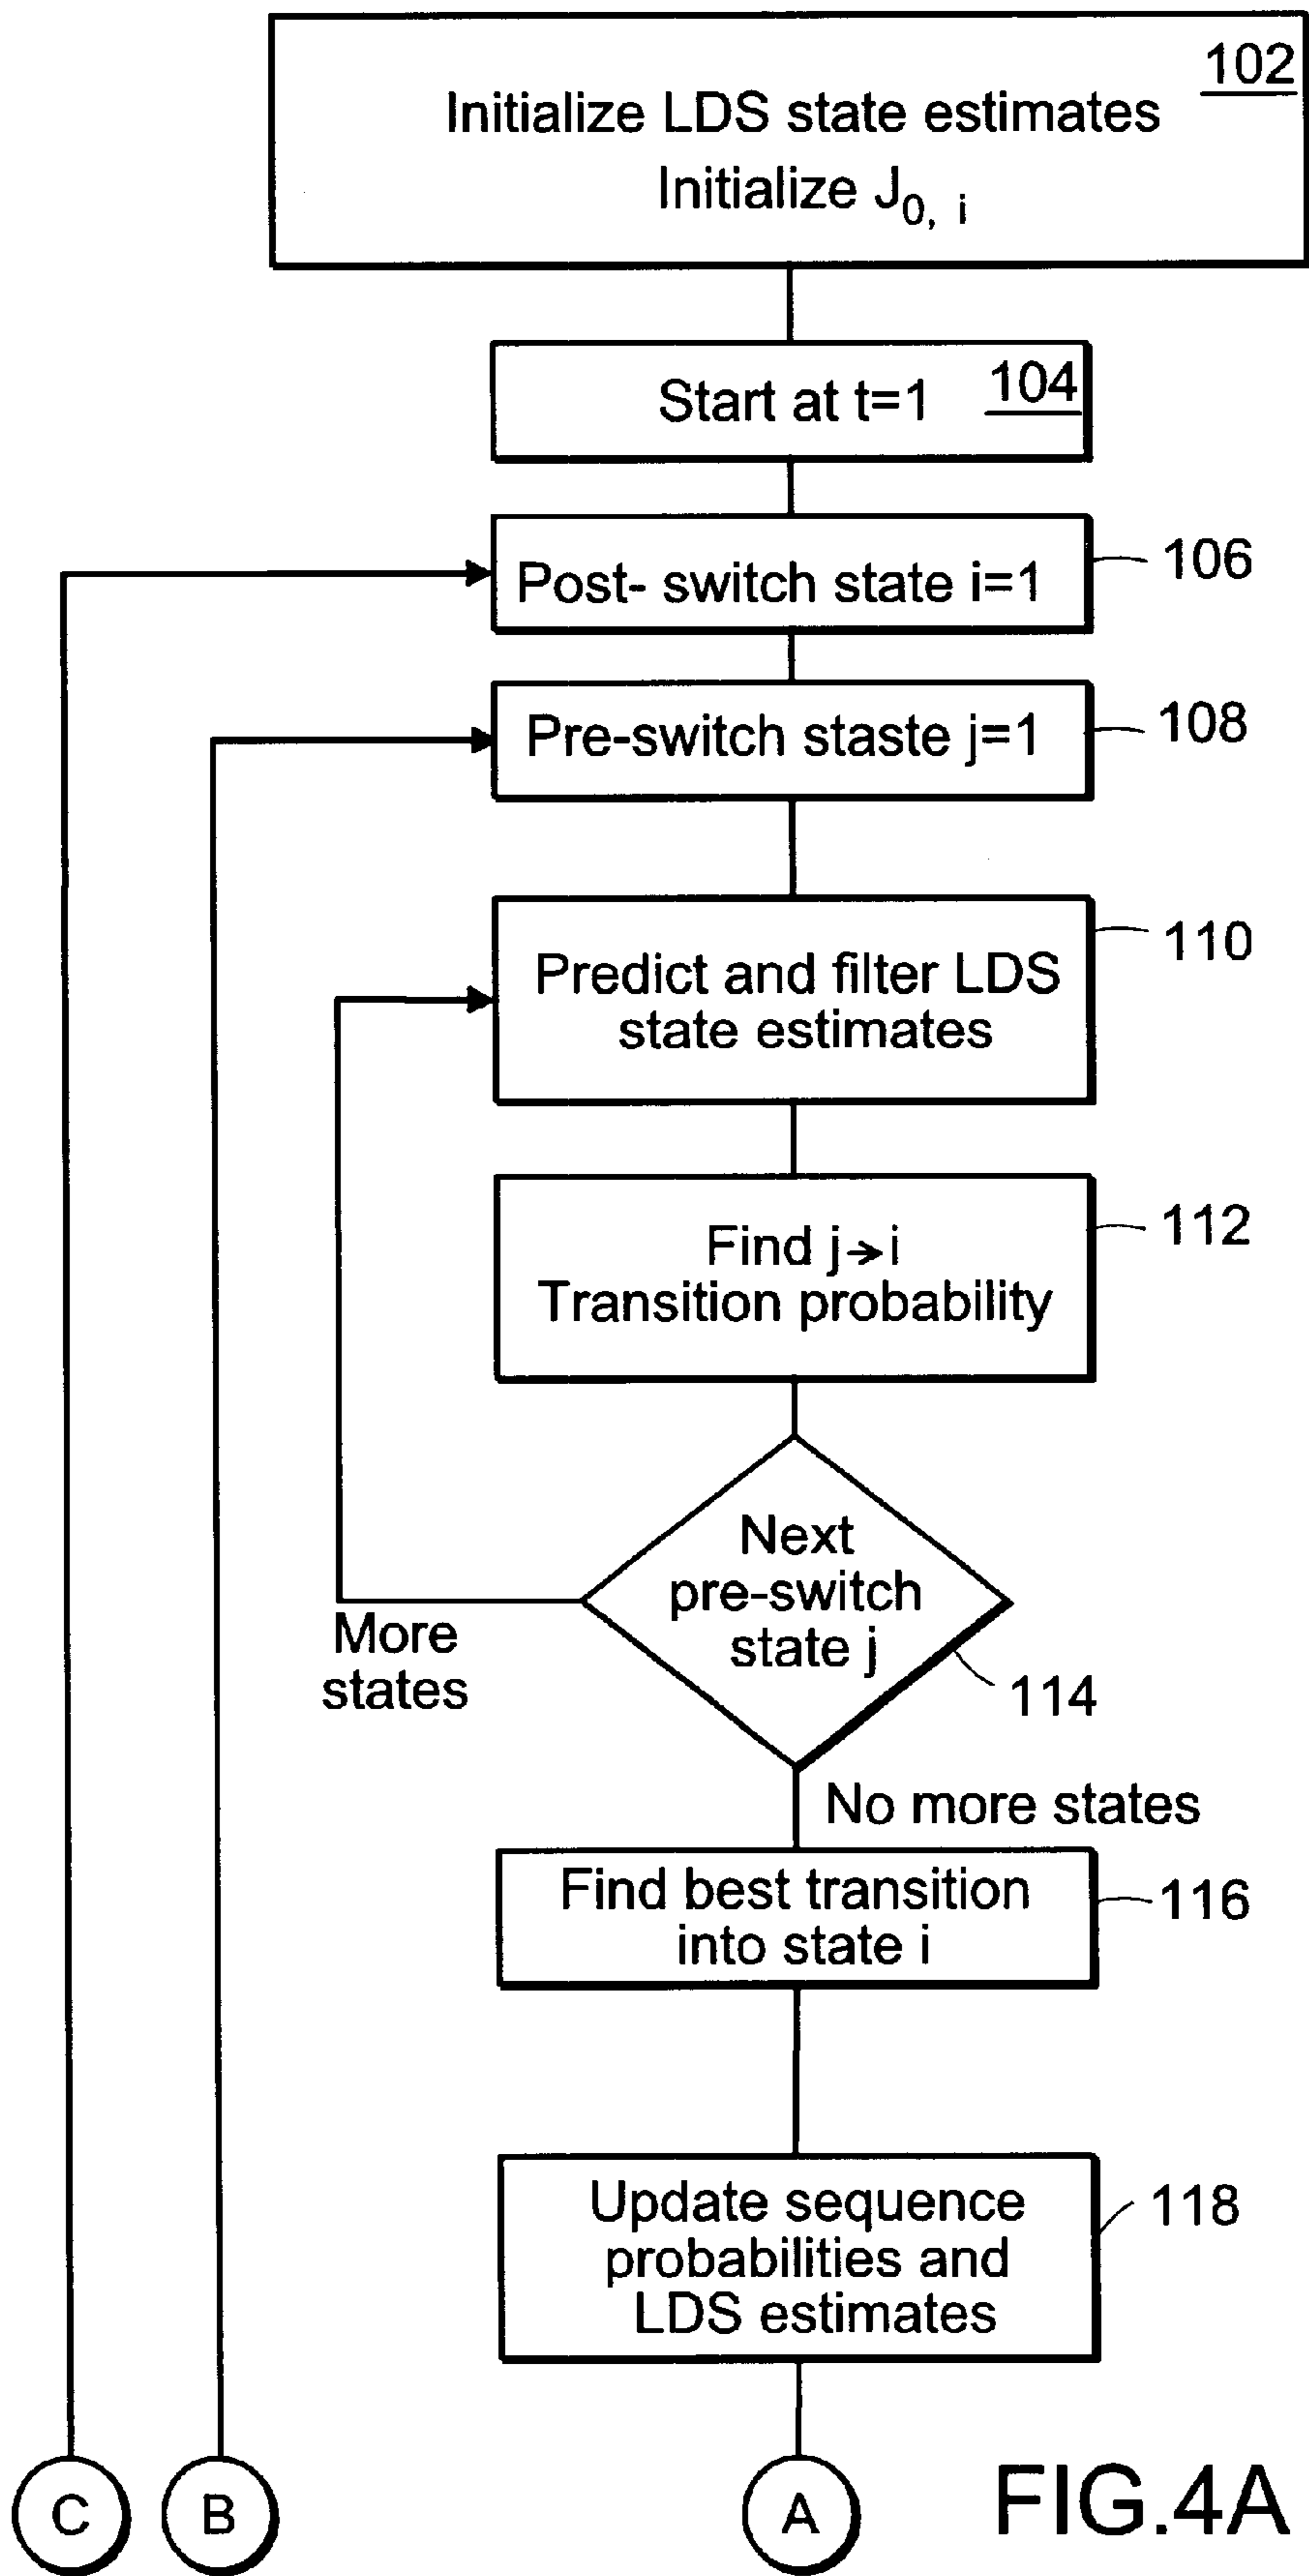 102
Initialize LDS state estimates
Initialize J0, i
Start at t=1 104
Post- switch state i=1
106
Pre-switch staste j=1
108
Predict and filter LDS
state estimates
110
Find j→i
Transition probability
112
Next
pre-switch
state j
More
states
114
No more states
Find best transition
into state i
116
Update sequence
probabilities and
LDS estimates
118
C B A
FIG.4A